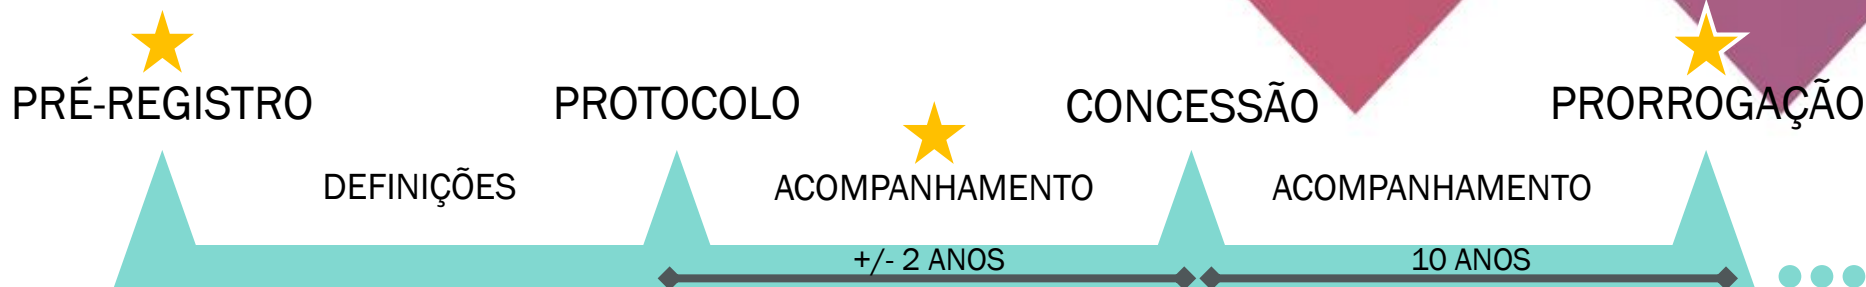 PRÉ-REGISTRO
PROTOCOLO
CONCESSÃO
PRORROGAÇÃO
DEFINIÇÕES
ACOMPANHAMENTO
ACOMPANHAMENTO
+/- 2 ANOS
10 ANOS